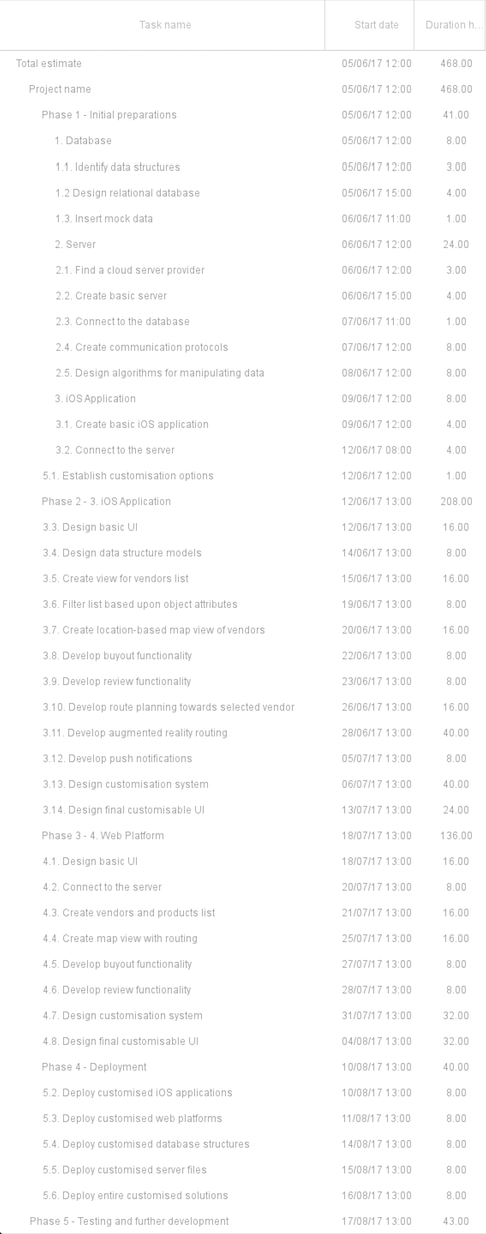 Task name Start date Duration h...
Total estimate 05/06/17 12:00 468.00
Project name 05/06/17 12:00 468.00
Phase 1 - Initial preparations 05/06/17 12:00 41.00
1. Database 05/06/17 12:00 8.00
1.1. Identify data structures 05/06/17 12:00 3.00
1.2 Design relational database 05/06/17 15:00 4.00
1.3. Insert mock data 06/06/17 11:00 1.00
2. Server 06/06/17 12:00 24.00
2.1. Find a cloud server provider 06/06/17 12:00 3.00
2.2. Create basic server 06/06/17 15:00 4.00
2.3. Connect to the database 07/06/17 11:00 1.00
2.4. Create communication protocols 07/06/17 12:00 8.00
2.5. Design algorithms for manipulating data 08/06/17 12:00 8.00
3. iOS Application 09/06/17 12:00 8.00
3.1. Create basic iOS application 09/06/17 12:00 4.00
3.2. Connect to the server 12/06/17 08:00 4.00
5.1. Establish customisation options 12/06/17 12:00 1.00
Phase 2 - 3. iOS Application 12/06/17 13:00 208.00
3.3. Design basic UI 12/06/17 13:00 16.00
3.4. Design data structure models 14/06/17 13:00 8.00
3.5. Create view for vendors list 15/06/17 13:00 16.00
3.6. Filter list based upon object attributes 19/06/17 13:00 8.00
3.7. Create location-based map view of vendors 20/06/17 13:00 16.00
3.8. Develop buyout functionality 22/06/17 13:00 8.00
3.9. Develop review functionality 23/06/17 13:00 8.00
3.10. Develop route planning towards selected vendor 26/06/17 13:00 16.00
3.11. Develop augmented reality routing 28/06/17 13:00 40.00
3.12. Develop push notifications 05/07/17 13:00 8.00
3.13. Design customisation system 06/07/17 13:00 40.00
3.14. Design final customisable UI 13/07/17 13:00 24.00
Phase 3 - 4. Web Platform 18/07/17 13:00 136.00
4.1. Design basic UI 18/07/17 13:00 16.00
4.2. Connect to the server 20/07/17 13:00 8.00
4.3. Create vendors and products list 21/07/17 13:00 16.00
4.4. Create map view with routing 25/07/17 13:00 16.00
4.5. Develop buyout functionality 27/07/17 13:00 8.00
4.6. Develop review functionality 28/07/17 13:00 8.00
4.7. Design customisation system 31/07/17 13:00 32.00
4.8. Design final customisable UI 04/08/17 13:00 32.00
Phase 4 - Deployment 10/08/17 13:00 40.00
5.2. Deploy customised iOS applications 10/08/17 13:00 8.00
5.3. Deploy customised web platforms 11/08/17 13:00 8.00
5.4. Deploy customised database structures 14/08/17 13:00 8.00
5.5. Deploy customised server files 15/08/17 13:00 8.00
5.6. Deploy entire customised solutions 16/08/17 13:00 8.00
Phase 5 - Testing and further development 17/08/17 13:00 43.00